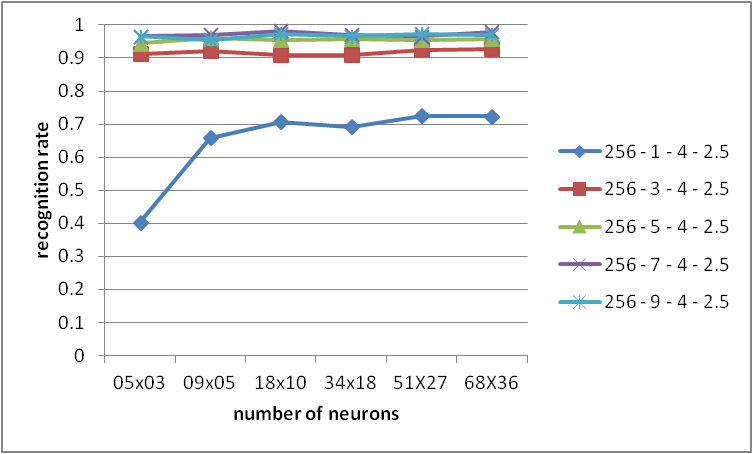 1
0.9
0.8
0.7
0.6
0.5
0.4
0.3
0.2
0.1
0
recognition rate
05x03 09x05 18x10 34x18 51X27 68X36
number of neurons
256 - 1 - 4 - 2.5
256 - 3 - 4 - 2.5
256 - 5 - 4 - 2.5
256 - 7 - 4 - 2.5
256 - 9 - 4 - 2.5